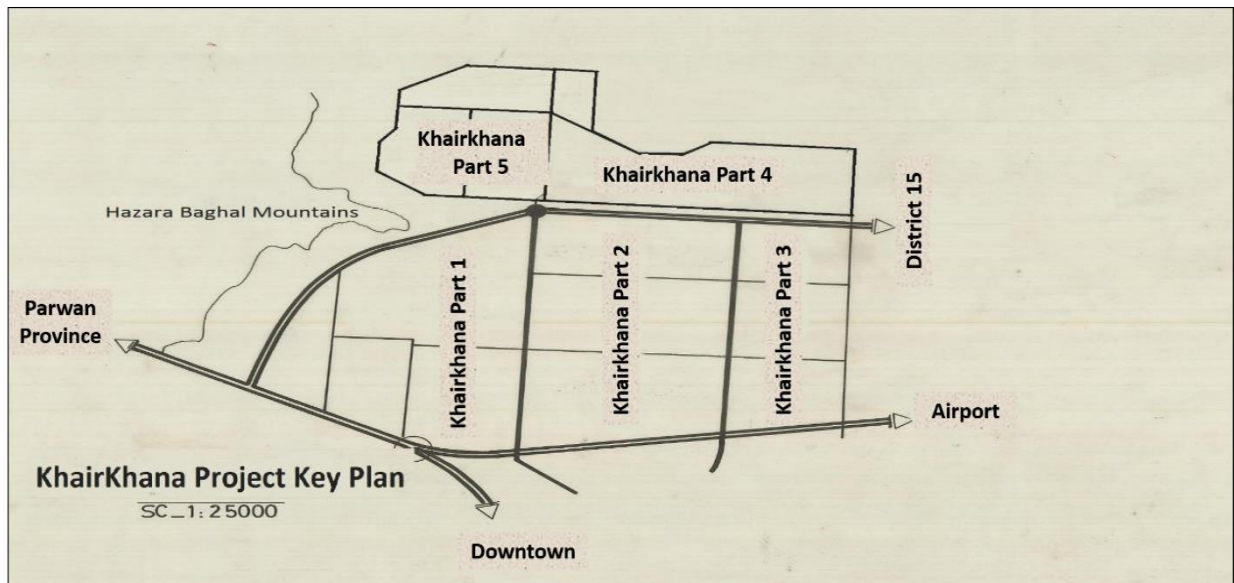 Khairkhana
Part 5
Khairkhana Part 4
Hazara Baghal Mountains
District 15
Khairkhana Part 1
Khairkhana Part 2
Khairkhana Part 3
Parwan
Province
Airport
KhairKhana Project Key Plan
SC_1:25000
Downtown